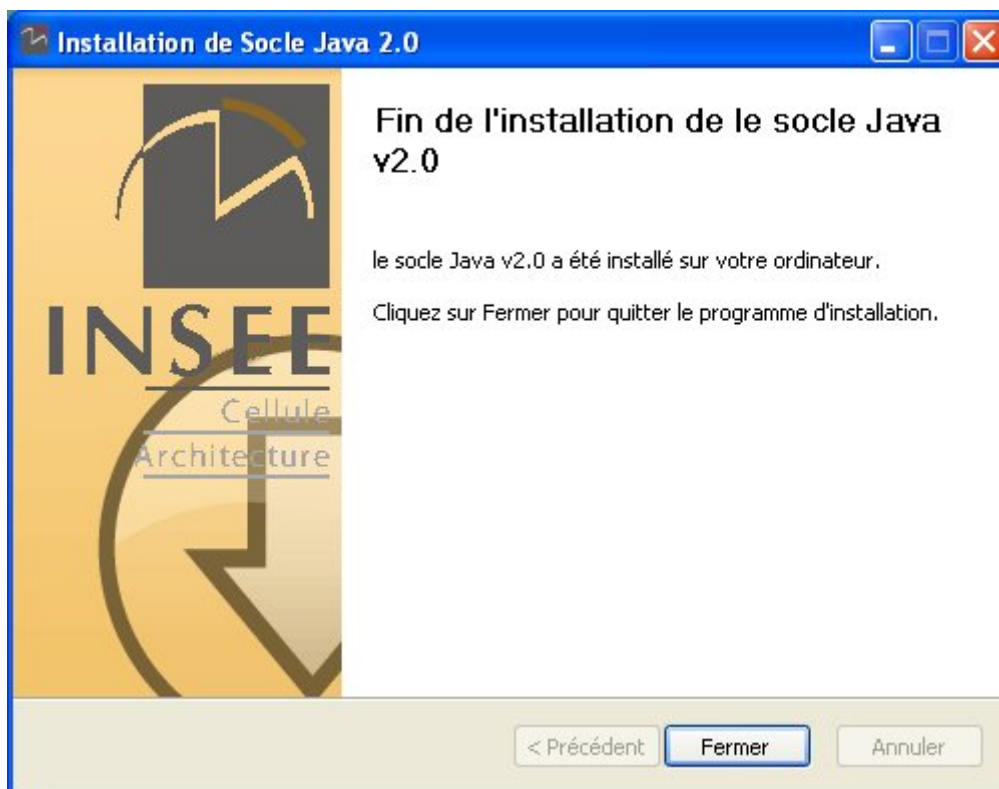 Installation de Socle Java 2.0
Fin de l'installation de le socle Java
v2.0
le socle Java v2.0 a été installé sur votre ordinateur.
Cliquez sur Fermer pour quitter le programme d'installation.
INSEE
Cellule
Architecture
< Précédent
Fermer
Annuler